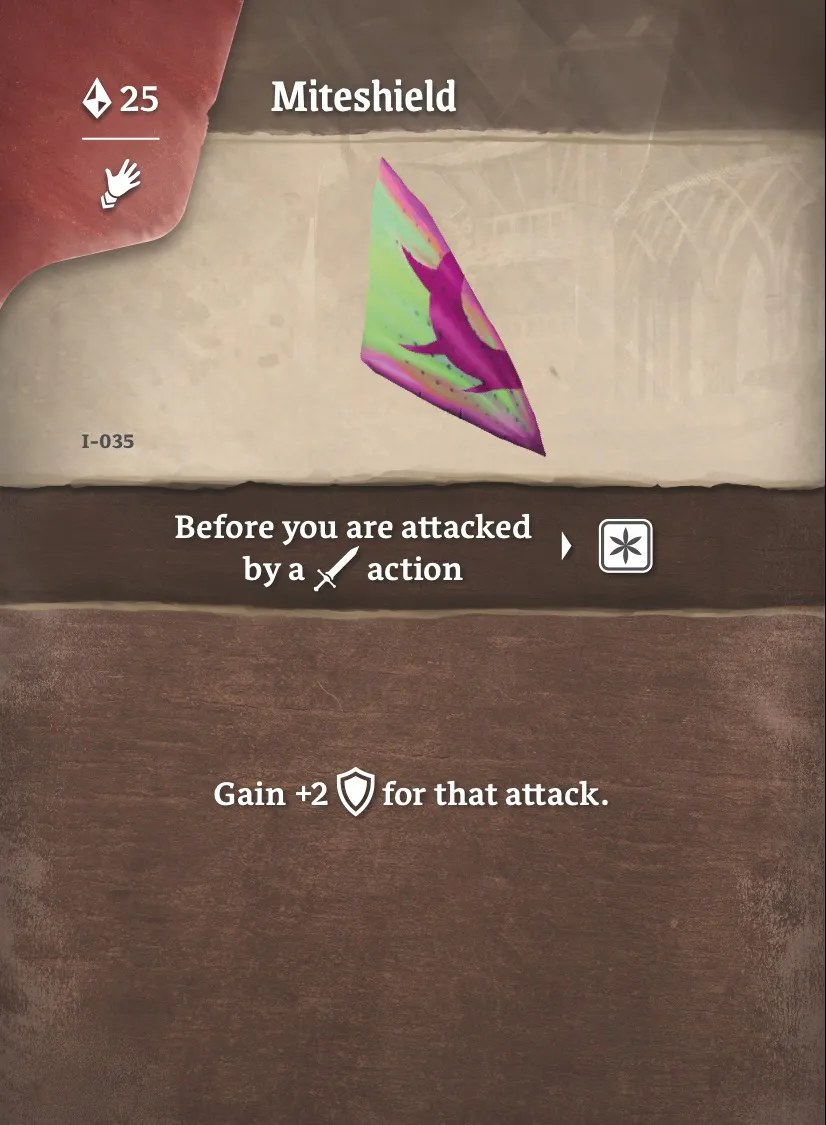 25
Miteshield
I-035
Before you are attacked
by a action
Gain +2 for that attack.